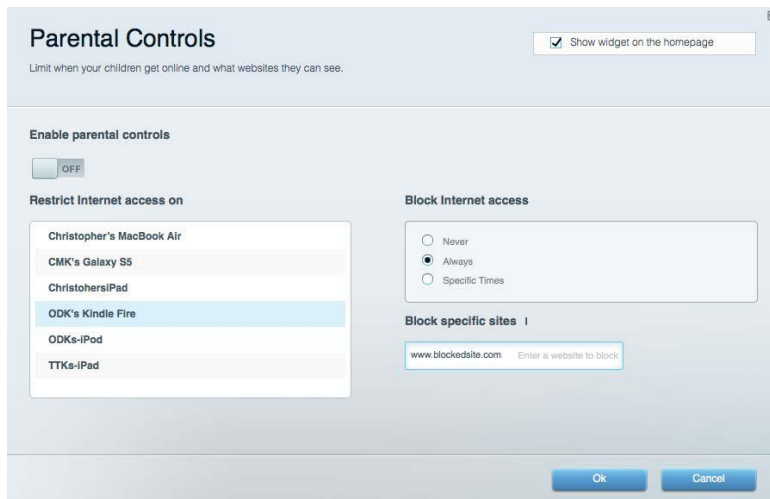 Parental Controls
Show widget on the homepage
Limit when your children get online and what websites they can see.
Enable parental controls
OFF
Restrict Internet access on
Block Internet access
Christopher's MacBook Air
CMK's Galaxy S5
ChristohersiPad
ODK's Kindle Fire
ODKs-iPod
TTKs-iPad
Never
Always
Specific Times
Block specific sites
www.blockedsite.com Enter a website to block
Ok
Cancel